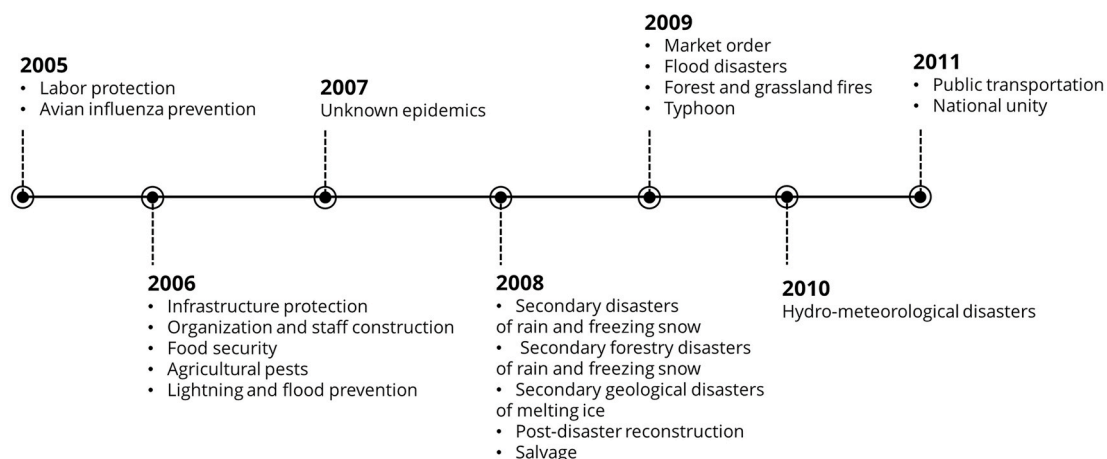 2005
• Labor protection
• Avian influenza prevention
2006
• Infrastructure protection
• Organization and staff construction
• Food security
• Agricultural pests
• Lightning and flood prevention
2007
Unknown epidemics
2008
• Secondary disasters
of rain and freezing snow
• Secondary forestry disasters
of rain and freezing snow
• Secondary geological disasters
of melting ice
• Post-disaster reconstruction
• Salvage
2009
• Market order
• Flood disasters
• Forest and grassland fires
• Typhoon
2010
Hydro-meteorological disasters
2011
• Public transportation
• National unity